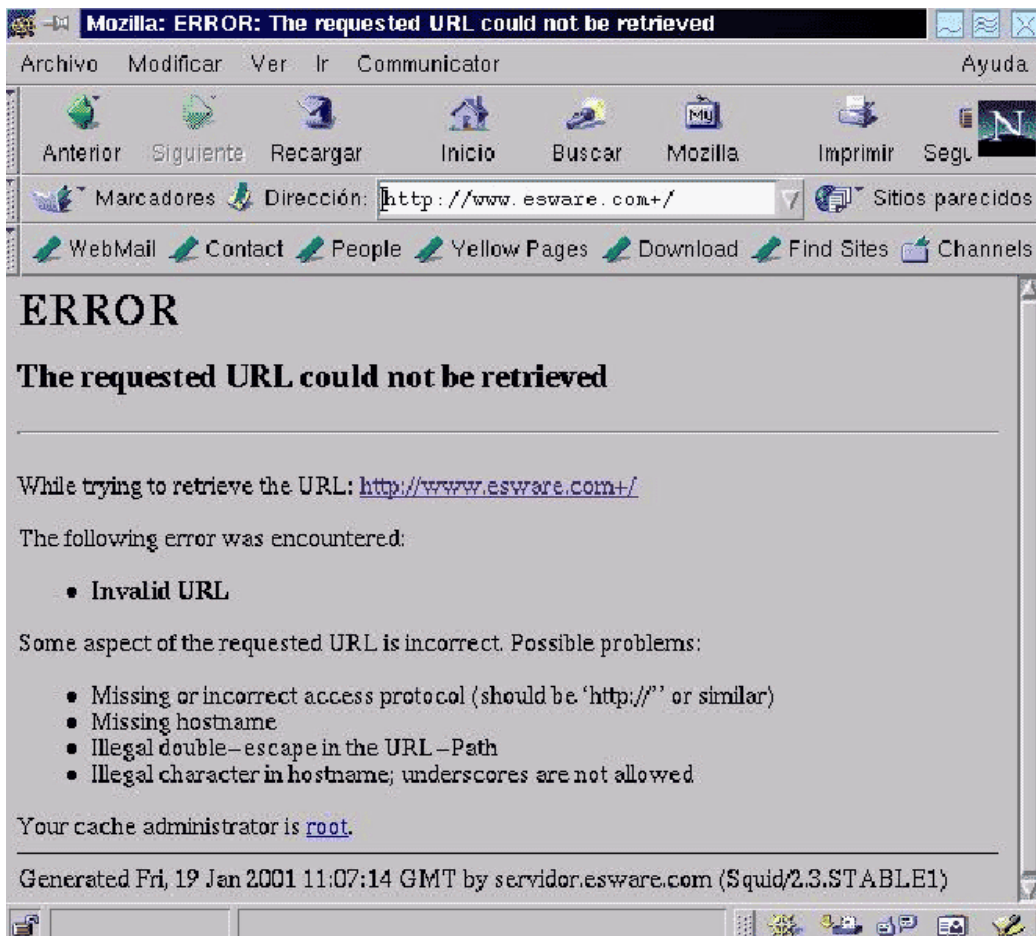 Mozilla: ERROR: The requested URL could not be retrieved
Archivo Modificar Ver Ir Communicator Ayuda
My N
Anterior Siguiente Recargar Inicio Buscar Mozilla Imprimir Segu
Marcadores Dirección: http://www.esware.com+/ Sitios parecidos
WebMail Contact People Yellow Pages Download Find Sites Channels
ERROR
The requested URL could not be retrieved
While trying to retrieve the URL: http://www.esware.com+/
The following error was encountered:
• Invalid URL
Some aspect of the requested URL is incorrect. Possible problems:
• Missing or incorrect access protocol (should be `http://'' or similar)
• Missing hostname
• Illegal double-escape in the URL-Path
• Illegal character in hostname; underscores are not allowed
Your cache administrator is root.
Generated Fri, 19 Jan 2001 11:07:14 GMT by servidor.esware.com (Squid/2.3.STABLE1)